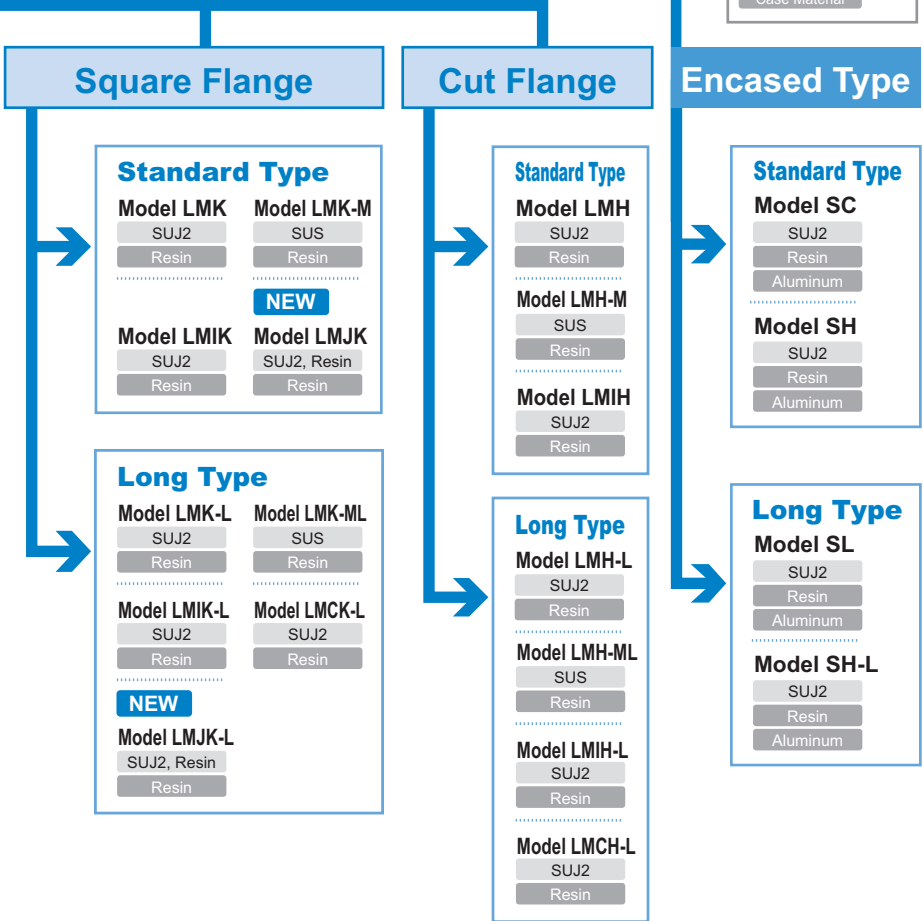 Case Material
Square Flange
Standard Type
Model LMK
SUJ2
Resin
Model LMK-M
SUS
Resin
Model LMIK
SUJ2
Resin
NEW
Model LMJK
SUJ2, Resin
Resin
Long Type
Model LMK-L
SUJ2
Resin
Model LMK-ML
SUS
Resin
Model LMIK-L
SUJ2
Resin
Model LMCK-L
SUJ2
Resin
NEW
Model LMJK-L
SUJ2, Resin
Resin
Cut Flange
Standard Type
Model LMH
SUJ2
Resin
Model LMH-M
SUS
Resin
Model LMIH
SUJ2
Resin
Long Type
Model LMH-L
SUJ2
Resin
Model LMH-ML
SUS
Resin
Model LMIH-L
SUJ2
Resin
Model LMCH-L
SUJ2
Resin
Encased Type
Standard Type
Model SC
SUJ2
Resin
Aluminum
Model SH
SUJ2
Resin
Aluminum
Long Type
Model SL
SUJ2
Resin
Aluminum
Model SH-L
SUJ2
Resin
Aluminum